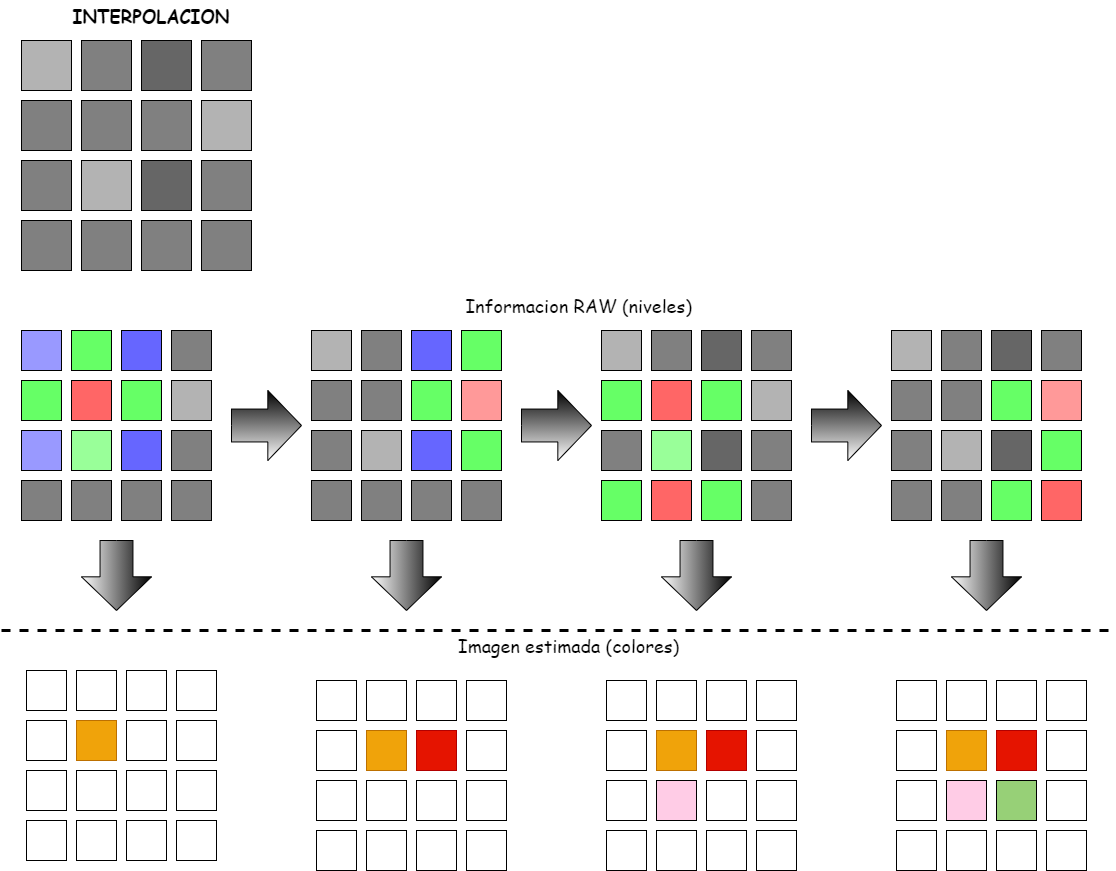 INTERPOLACION
Informacion RAW (niveles)
Imagen estimada (colores)